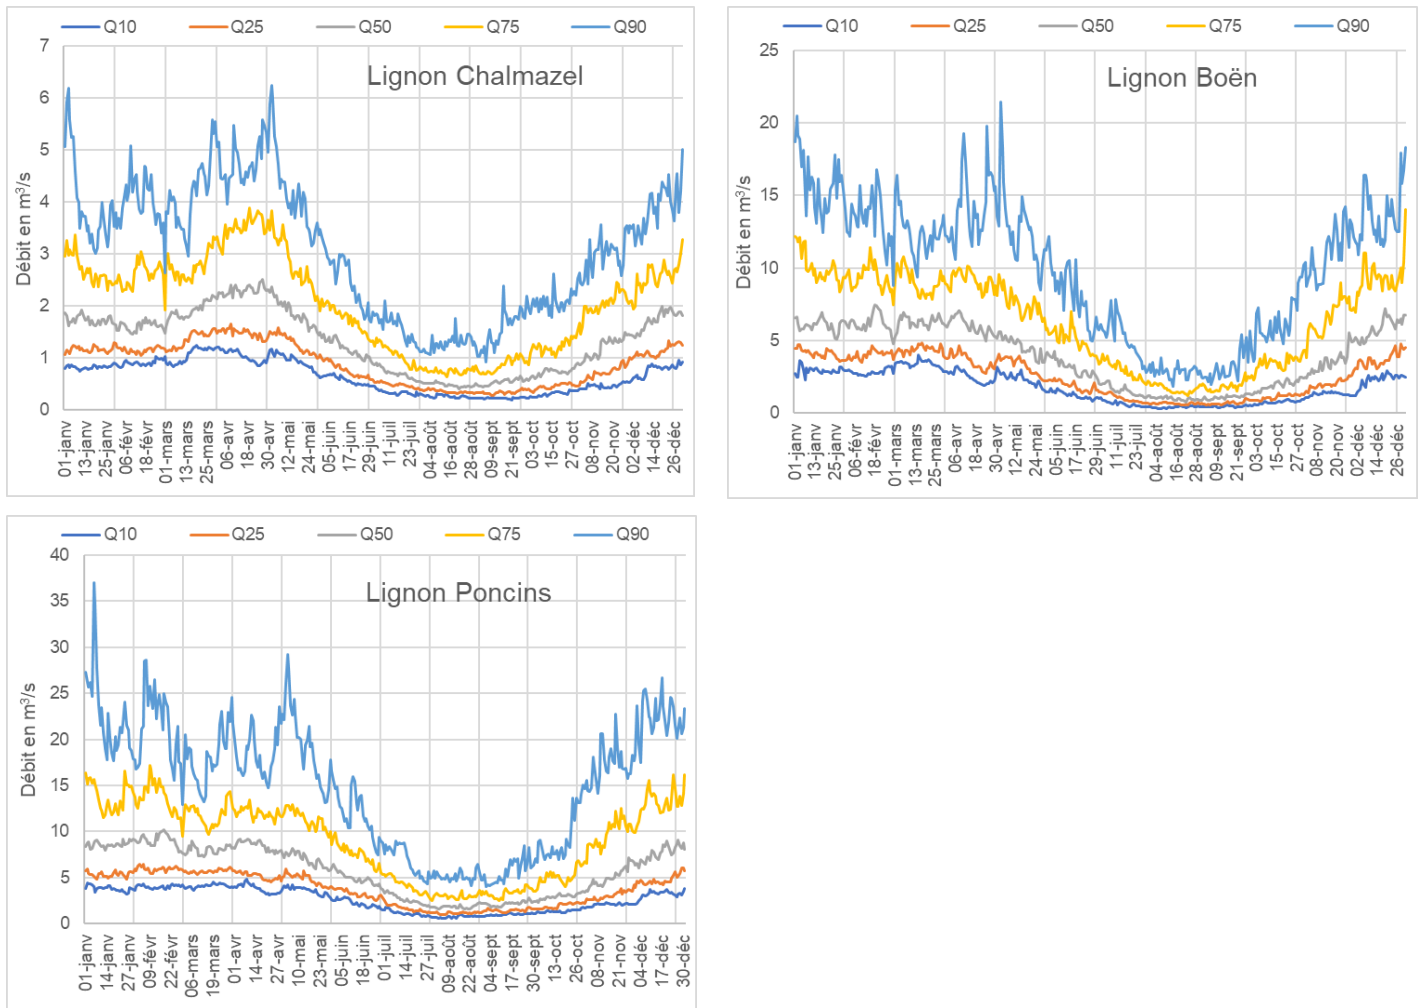 Q10 Q25 Q50 Q75 Q90
Lignon Chalmazel
Débit en m³/s
7
6
5
4
3
2
1
0
01-janv 13-janv 25-janv 06-févr 18-févr 01-mars 13-mars 25-mars 06-avr 18-avr 30-avr 12-mai 24-mai 05-juin 17-juin 29-juin 11-juil 23-juil 04-août 16-août 28-août 09-sept 21-sept 03-oct 15-oct 27-oct 08-nov 20-nov 02-déc 14-déc 26-déc
Q10 Q25 Q50 Q75 Q90
Lignon Boën
Débit en m³/s
25
20
15
10
5
0
01-janv 13-janv 25-janv 06-févr 18-févr 01-mars 13-mars 25-mars 06-avr 18-avr 30-avr 12-mai 24-mai 05-juin 17-juin 29-juin 11-juil 23-juil 04-août 16-août 28-août 09-sept 21-sept 03-oct 15-oct 27-oct 08-nov 20-nov 02-déc 14-déc 26-déc
Q10 Q25 Q50 Q75 Q90
Lignon Poncins
Débit en m³/s
40
35
30
25
20
15
10
5
0
01-janv 14-janv 27-janv 09-févr 22-févr 06-mars 19-mars 01-avr 14-avr 27-avr 10-mai 23-mai 05-juin 18-juin 01-juil 14-juil 27-juil 09-août 22-août 04-sept 17-sept 30-sept 13-oct 26-oct 08-nov 21-nov 04-déc 17-déc 30-déc